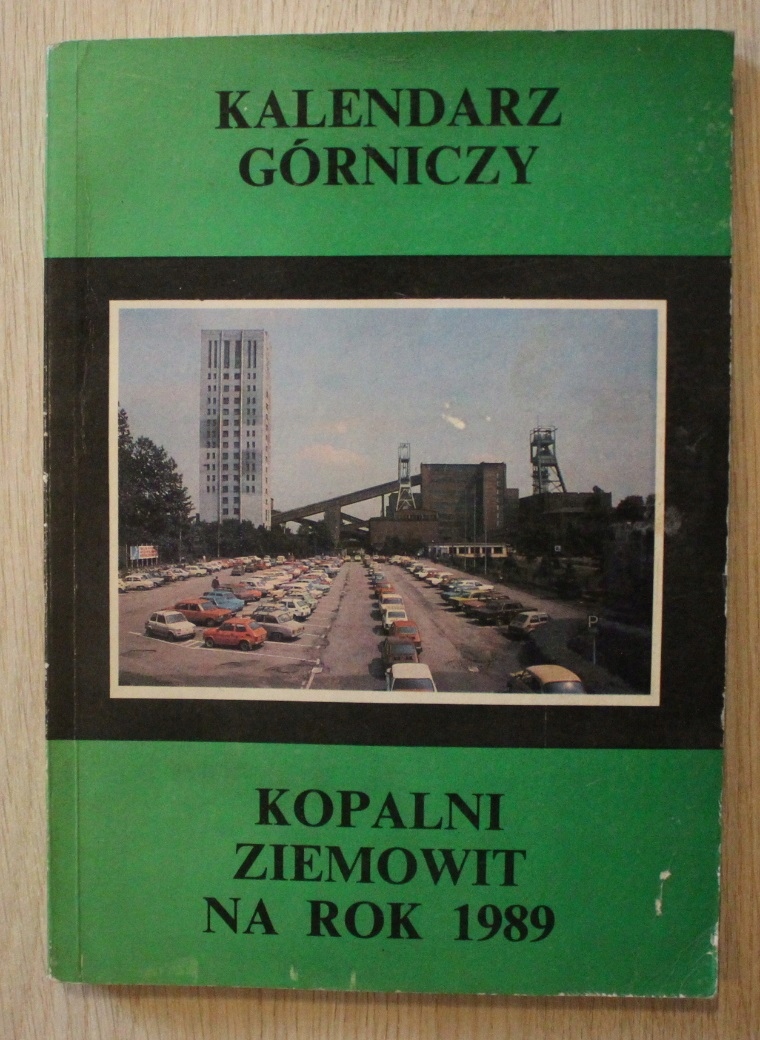 KALENDARZ
GÓRNICZY
P
KOPALNI
ZIEMOWIT
NA ROK 1989